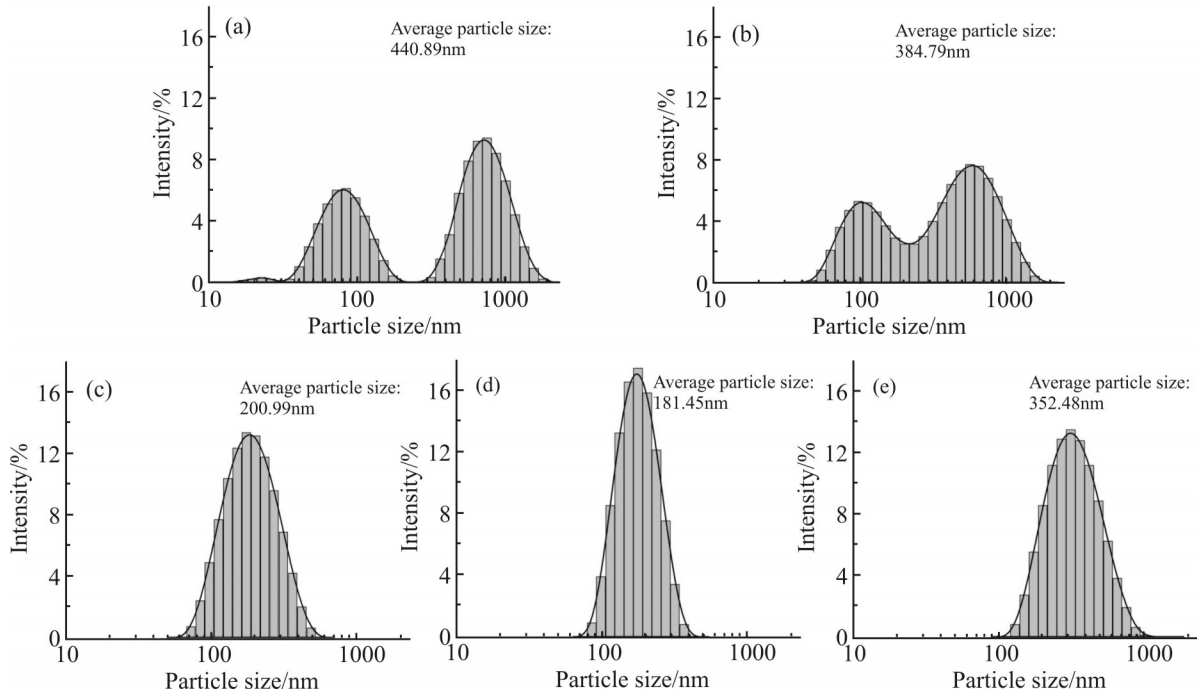 (a)
Average particle size:
440.89nm
Intensity/%
16
12
8
4
0
10
100
1000
Particle size/nm
(b)
Average particle size:
384.79nm
Intensity/%
16
12
8
4
0
10
100
1000
Particle size/nm
(c)
Average particle size:
200.99nm
Intensity/%
16
12
8
4
0
10
100
1000
Particle size/nm
(d)
Average particle size:
181.45nm
Intensity/%
16
12
8
4
0
10
100
1000
Particle size/nm
(e)
Average particle size:
352.48nm
Intensity/%
16
12
8
4
0
10
100
1000
Particle size/nm